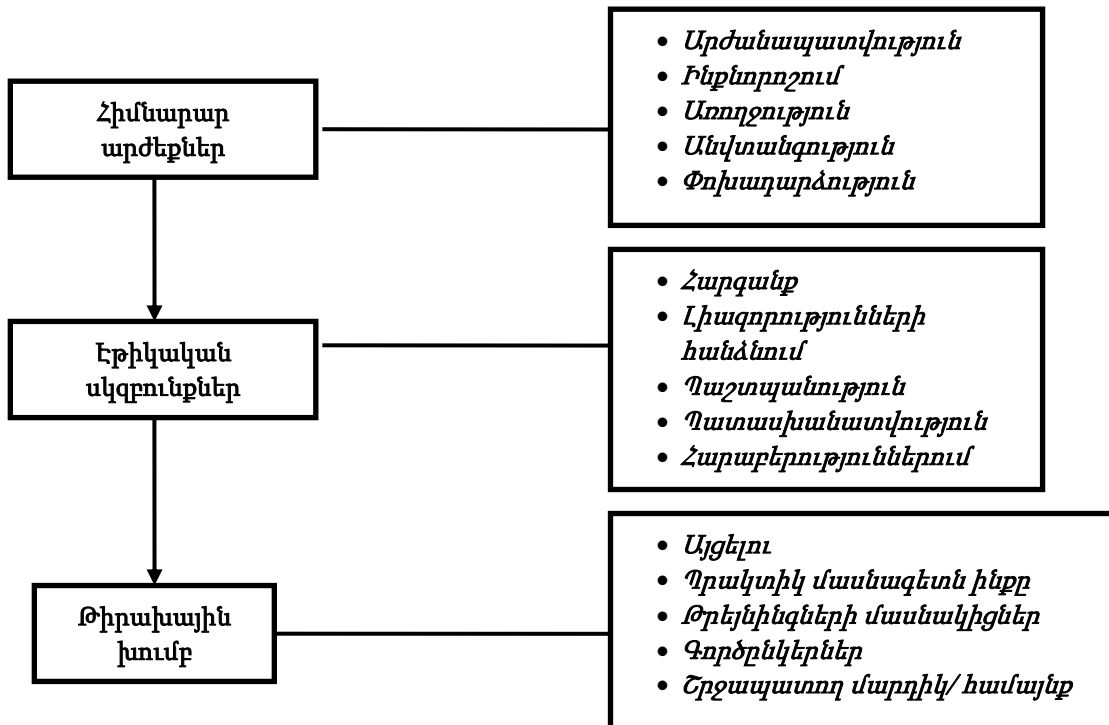 Հիմնարար
արժեքներ
• Արժանապատվություն
• Ինքնորոշում
• Առողջություն
• Անվտանգություն
• Փոխադարձություն
Էթիկական
սկզբունքներ
• Հարգանք
• Լիազորությունների
հանձնում
• Պաշտպանություն
• Պատասխանատվություն
• Հարաբերություններում
Թիրախային
խումբ
• Այցելու
• Պրակտիկ մասնագետն ինքը
• Թրեյնինգների մասնակիցներ
• Գործընկերներ
• Շրջապատող մարդիկ/ համայնք